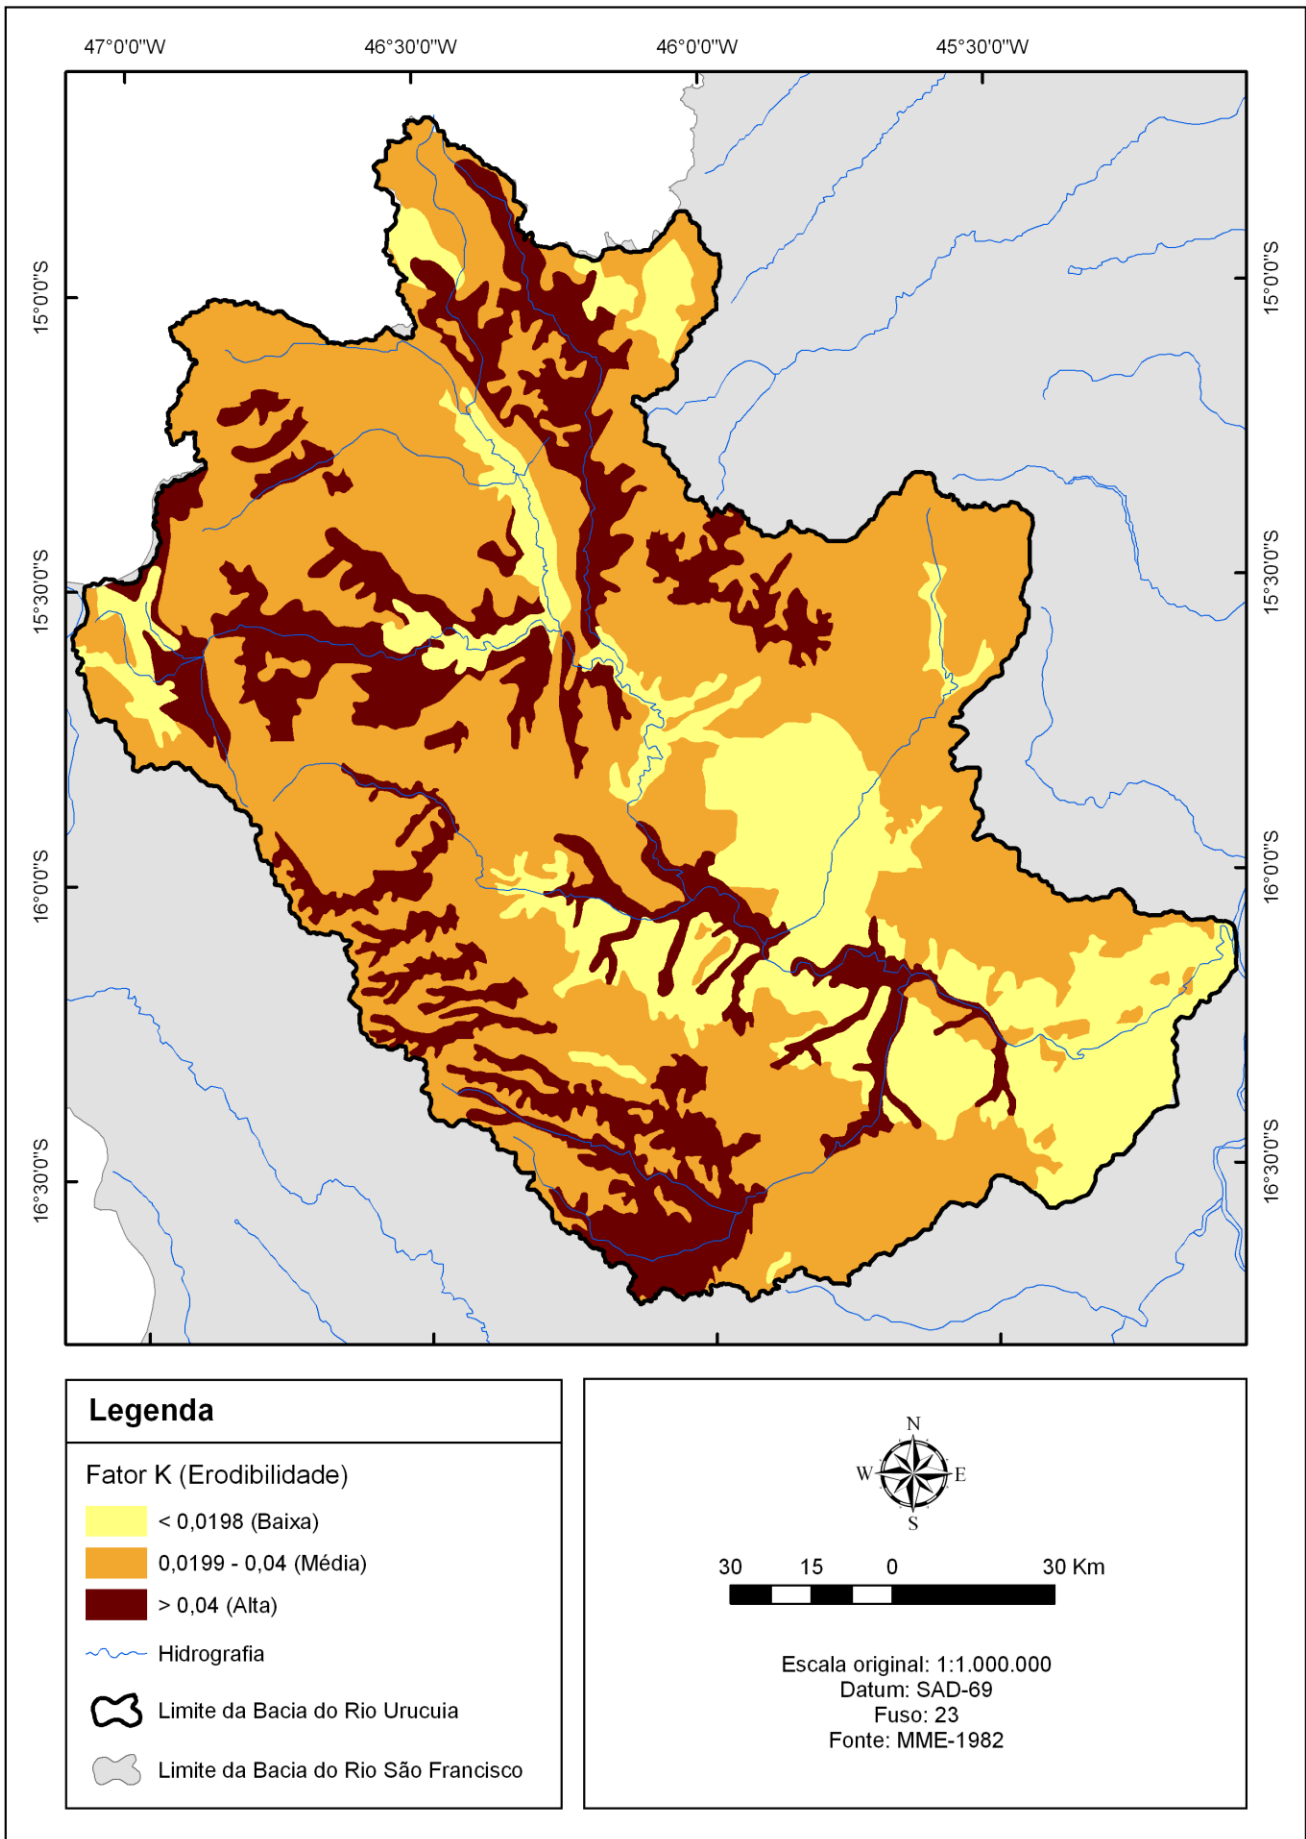 47°0'0"W
46°30'0"W
46°0'0"W
45°30'0"W
15°0'0"S
15°0'0"S
15°30'0"S
15°30'0"S
16°0'0"S
16°0'0"S
16°30'0"S
16°30'0"S
Legenda
Fator K (Erodibilidade)
< 0,0198 (Baixa)
0,0199 - 0,04 (Média)
> 0,04 (Alta)
Hidrografia
Limite da Bacia do Rio Urucuia
Limite da Bacia do Rio São Francisco
N
W E
S
30 15 0 30 Km
Escala original: 1:1.000.000
Datum: SAD-69
Fuso: 23
Fonte: MME-1982